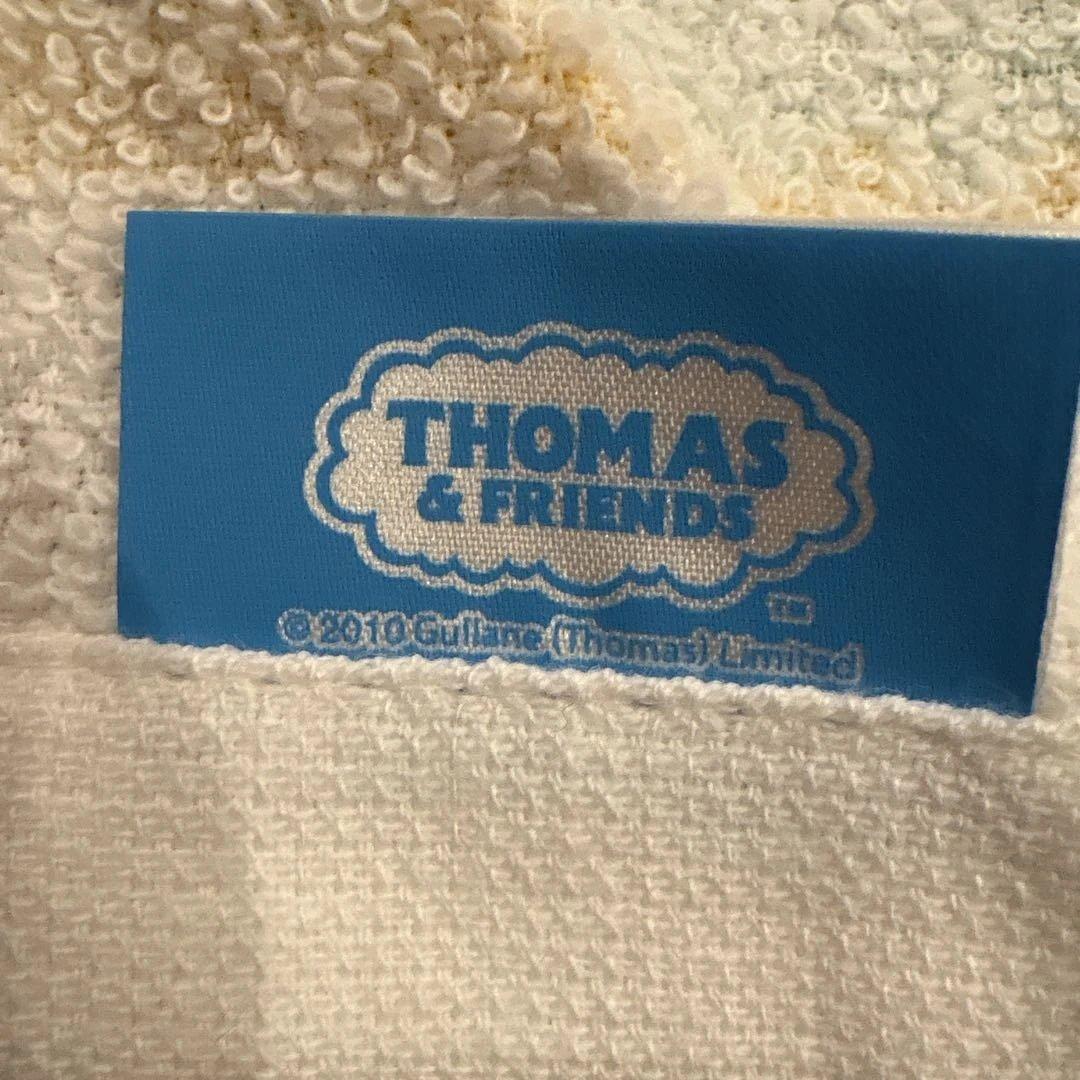 THOMAS
& FRIENDS
TM
© 2010 Gullane (Thomas) Limited